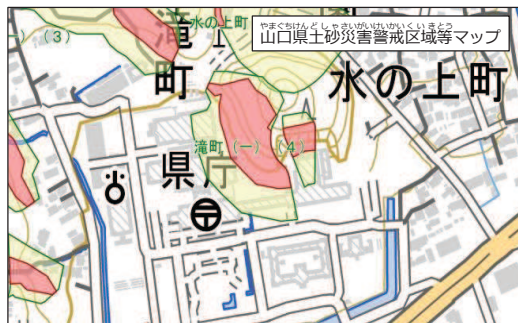 水の上町
やまぐちけんどしゃさいがいけいかいくいきとう
山口県土砂災害警戒区域等マップ
(3)
滝町
水の上町
滝町(一)(4)
県庁